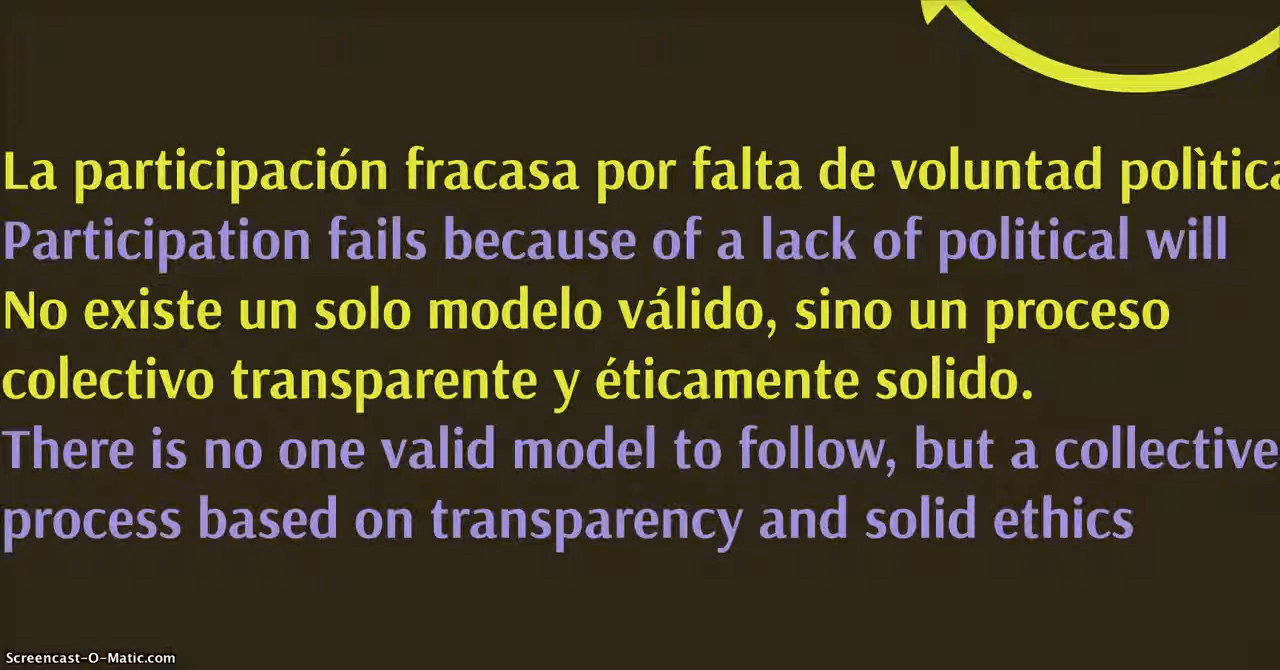 La participación fracasa por falta de voluntad polìtica
Participation fails because of a lack of political will
No existe un solo modelo válido, sino un proceso
colectivo transparente y éticamente solido.
There is no one valid model to follow, but a collective
process based on transparency and solid ethics
Screencast-O-Matic.com